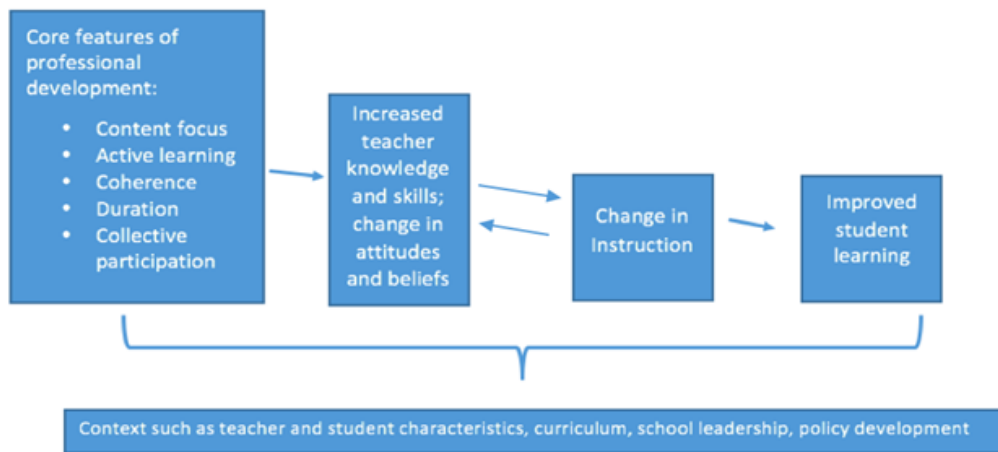 Core features of
professional
development:
• Content focus
• Active learning
• Coherence
• Duration
• Collective
participation
Increased
teacher
knowledge
and skills;
change in
attitudes
and beliefs
Change in
Instruction
Improved
student
learning
Context such as teacher and student characteristics, curriculum, school leadership, policy development